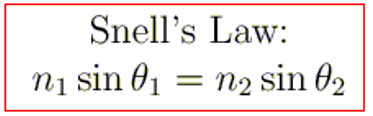 Snell's Law:
n₁ sin θ₁ = n₂ sin θ₂